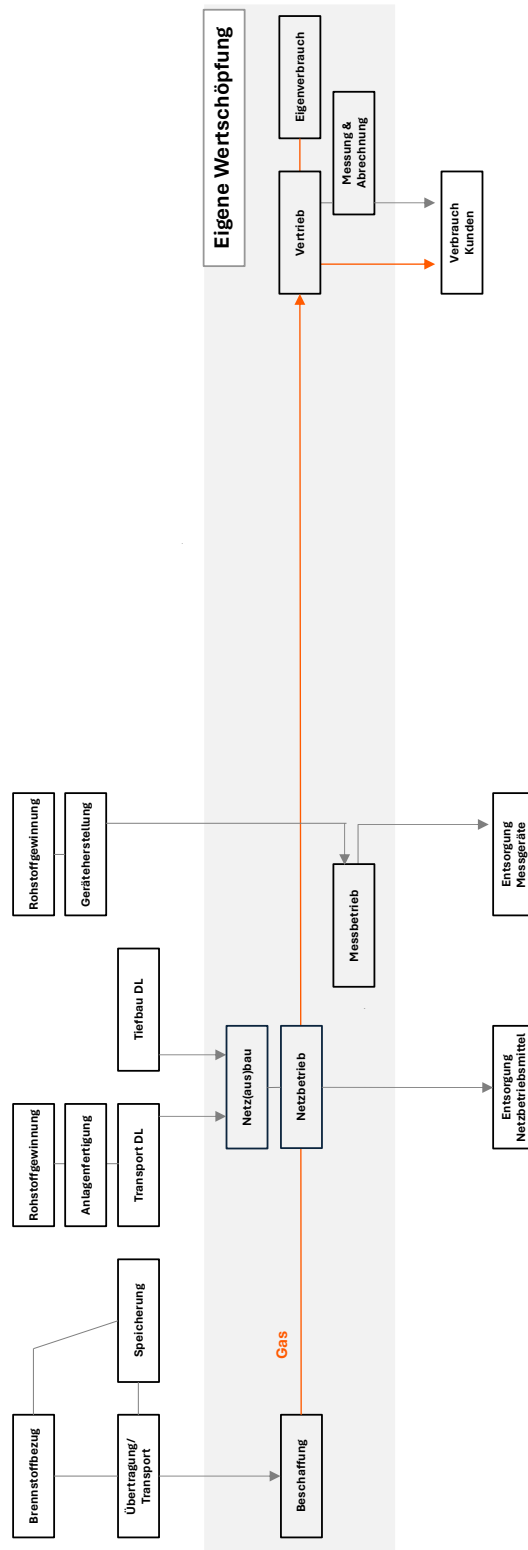 Eigene Wertschöpfung
Brennstoffbezug
Rohstoffgewinnung
Rohstoffgewinnung
Anlagenfertigung
Geräteherstellung
Übertragung/
Transport
Speicherung
Transport DL
Tiefbau DL
Netz(aus)bau
Gas
Beschaffung
Netzbetrieb
Vertrieb
Eigenverbrauch
Messbetrieb
Messung &
Abrechnung
Verbrauch
Kunden
Entsorgung
Netzbetriebsmittel
Entsorgung
Messgeräte